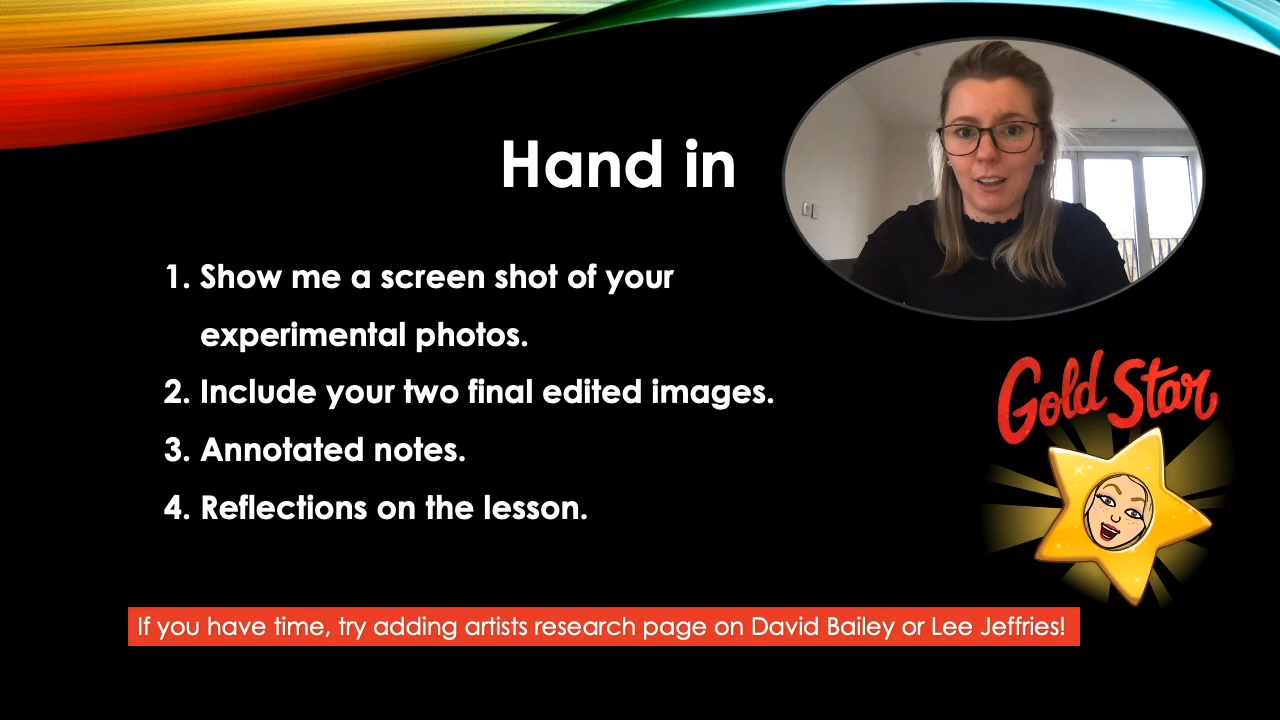 Hand in
1. Show me a screen shot of your
experimental photos.
2. Include your two final edited images.
3. Annotated notes.
4. Reflections on the lesson.
Gold Star
If you have time, try adding artists research page on David Bailey or Lee Jeffries!